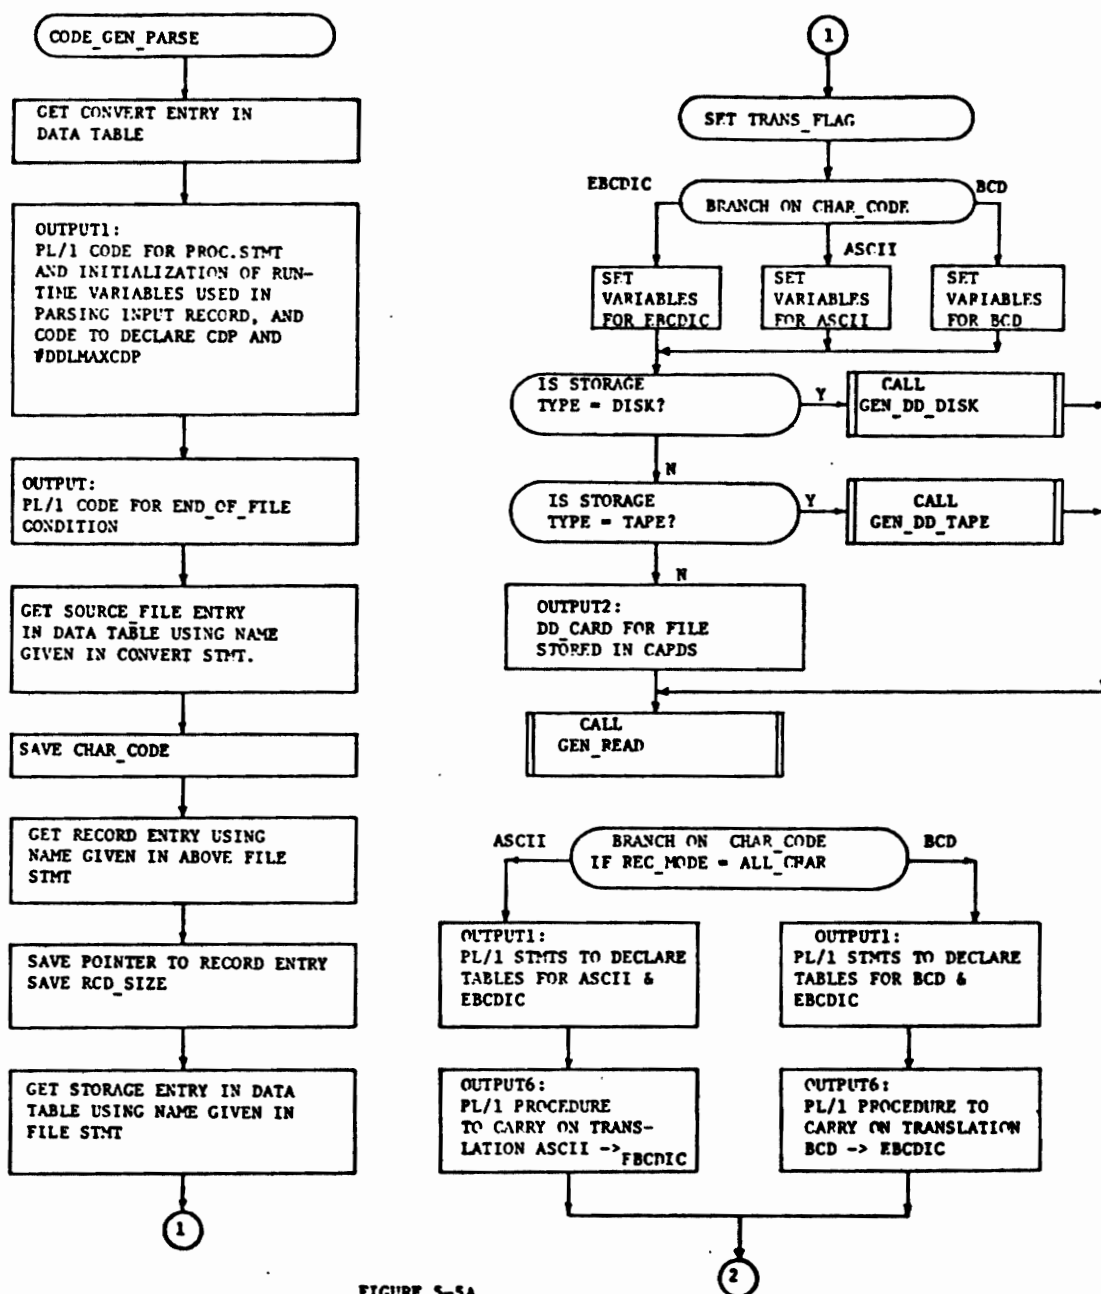 CODE_GEN_PARSE
GET CONVERT ENTRY IN
DATA TABLE
OUTPUT1:
PL/1 CODE FOR PROC.STMT
AND INITIALIZATION OF RUN-
TIME VARIABLES USED IN
PARSING INPUT RECORD, AND
CODE TO DECLARE CDP AND
#DDLMAXCDP
OUTPUT:
PL/1 CODE FOR END_OF_FILE
CONDITION
GET SOURCE_FILE ENTRY
IN DATA TABLE USING NAME
GIVEN IN CONVERT STMT.
SAVE CHAR_CODE
GET RECORD ENTRY USING
NAME GIVEN IN ABOVE FILE
STMT
SAVE POINTER TO RECORD ENTRY
SAVE RCD_SIZE
GET STORAGE ENTRY IN DATA
TABLE USING NAME GIVEN IN
FILE STMT
1
1
SET TRANS_FLAG
EBCDIC
BCD
BRANCH ON CHAR_CODE
ASCII
SET
VARIABLES
FOR EBCDIC
SET
VARIABLES
FOR ASCII
SET
VARIABLES
FOR BCD
IS STORAGE
TYPE = DISK?
Y
CALL
GEN_DD_DISK
N
IS STORAGE
TYPE = TAPE?
Y
CALL
GEN_DD_TAPE
N
OUTPUT2:
DD_CARD FOR FILE
STORED IN CAPDS
CALL
GEN_READ
ASCII
BRANCH ON CHAR_CODE
IF REC_MODE = ALL_CHAR
BCD
OUTPUT1:
PL/1 STMTS TO DECLARE
TABLES FOR ASCII &
EBCDIC
OUTPUT1:
PL/1 STMTS TO DECLARE
TABLES FOR BCD &
EBCDIC
OUTPUT6:
PL/1 PROCEDURE
TO CARRY ON TRANS-
LATION ASCII -> EBCDIC
OUTPUT6:
PL/1 PROCEDURE TO
CARRY ON TRANSLATION
BCD -> EBCDIC
2
FIGURE 5-5A